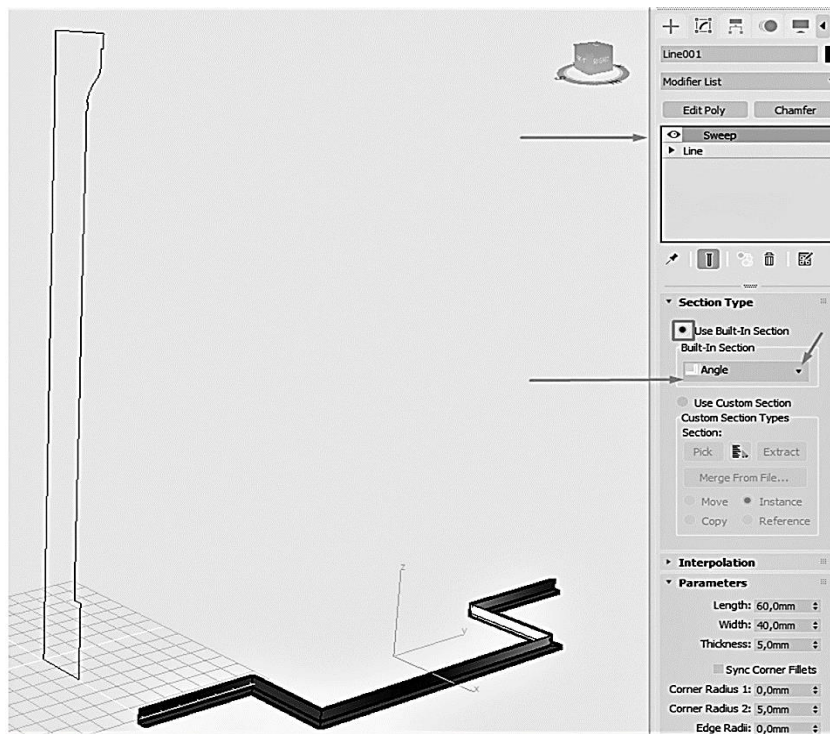 Line001
Modifier List
Edit Poly Chamfer
Sweep
Line
Section Type
Use Built-In Section
Built-In Section
Angle
Use Custom Section
Custom Section Types
Section:
Pick Extract
Merge From File...
Move Instance
Copy Reference
Interpolation
Parameters
Length: 60,0mm
Width: 40,0mm
Thickness: 5,0mm
Sync Corner Fillets
Corner Radius 1: 0,0mm
Corner Radius 2: 5,0mm
Edge Radii: 0,0mm
z
y
x